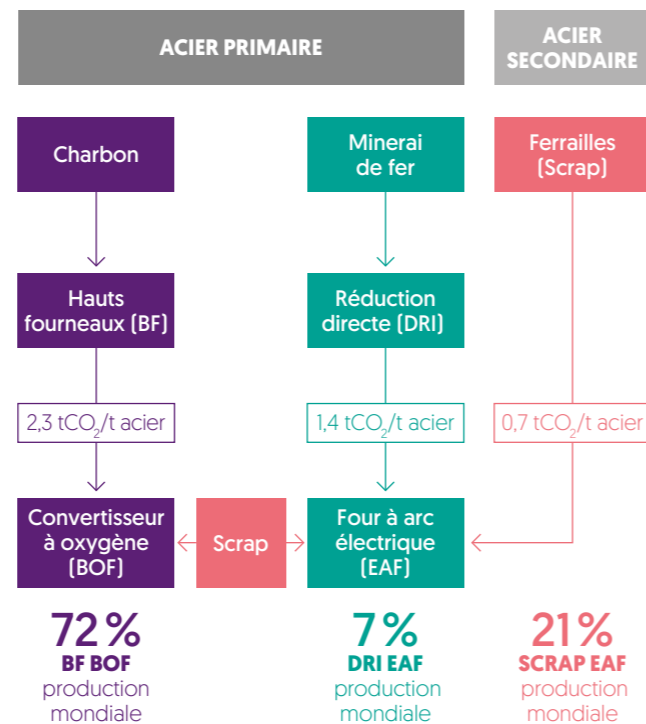 ACIER PRIMAIRE
ACIER
SECONDAIRE
Charbon
Minerai
de fer
Ferrailles
(Scrap)
Hauts
fourneaux (BF)
Réduction
directe (DRI)
2,3 tCO₂/t acier
1,4 tCO₂/t acier
0,7 tCO₂/t acier
Convertisseur
à oxygène
(BOF)
Scrap
Four à arc
électrique
(EAF)
72 %
BF BOF
production
mondiale
7 %
DRI EAF
production
mondiale
21 %
SCRAP EAF
production
mondiale